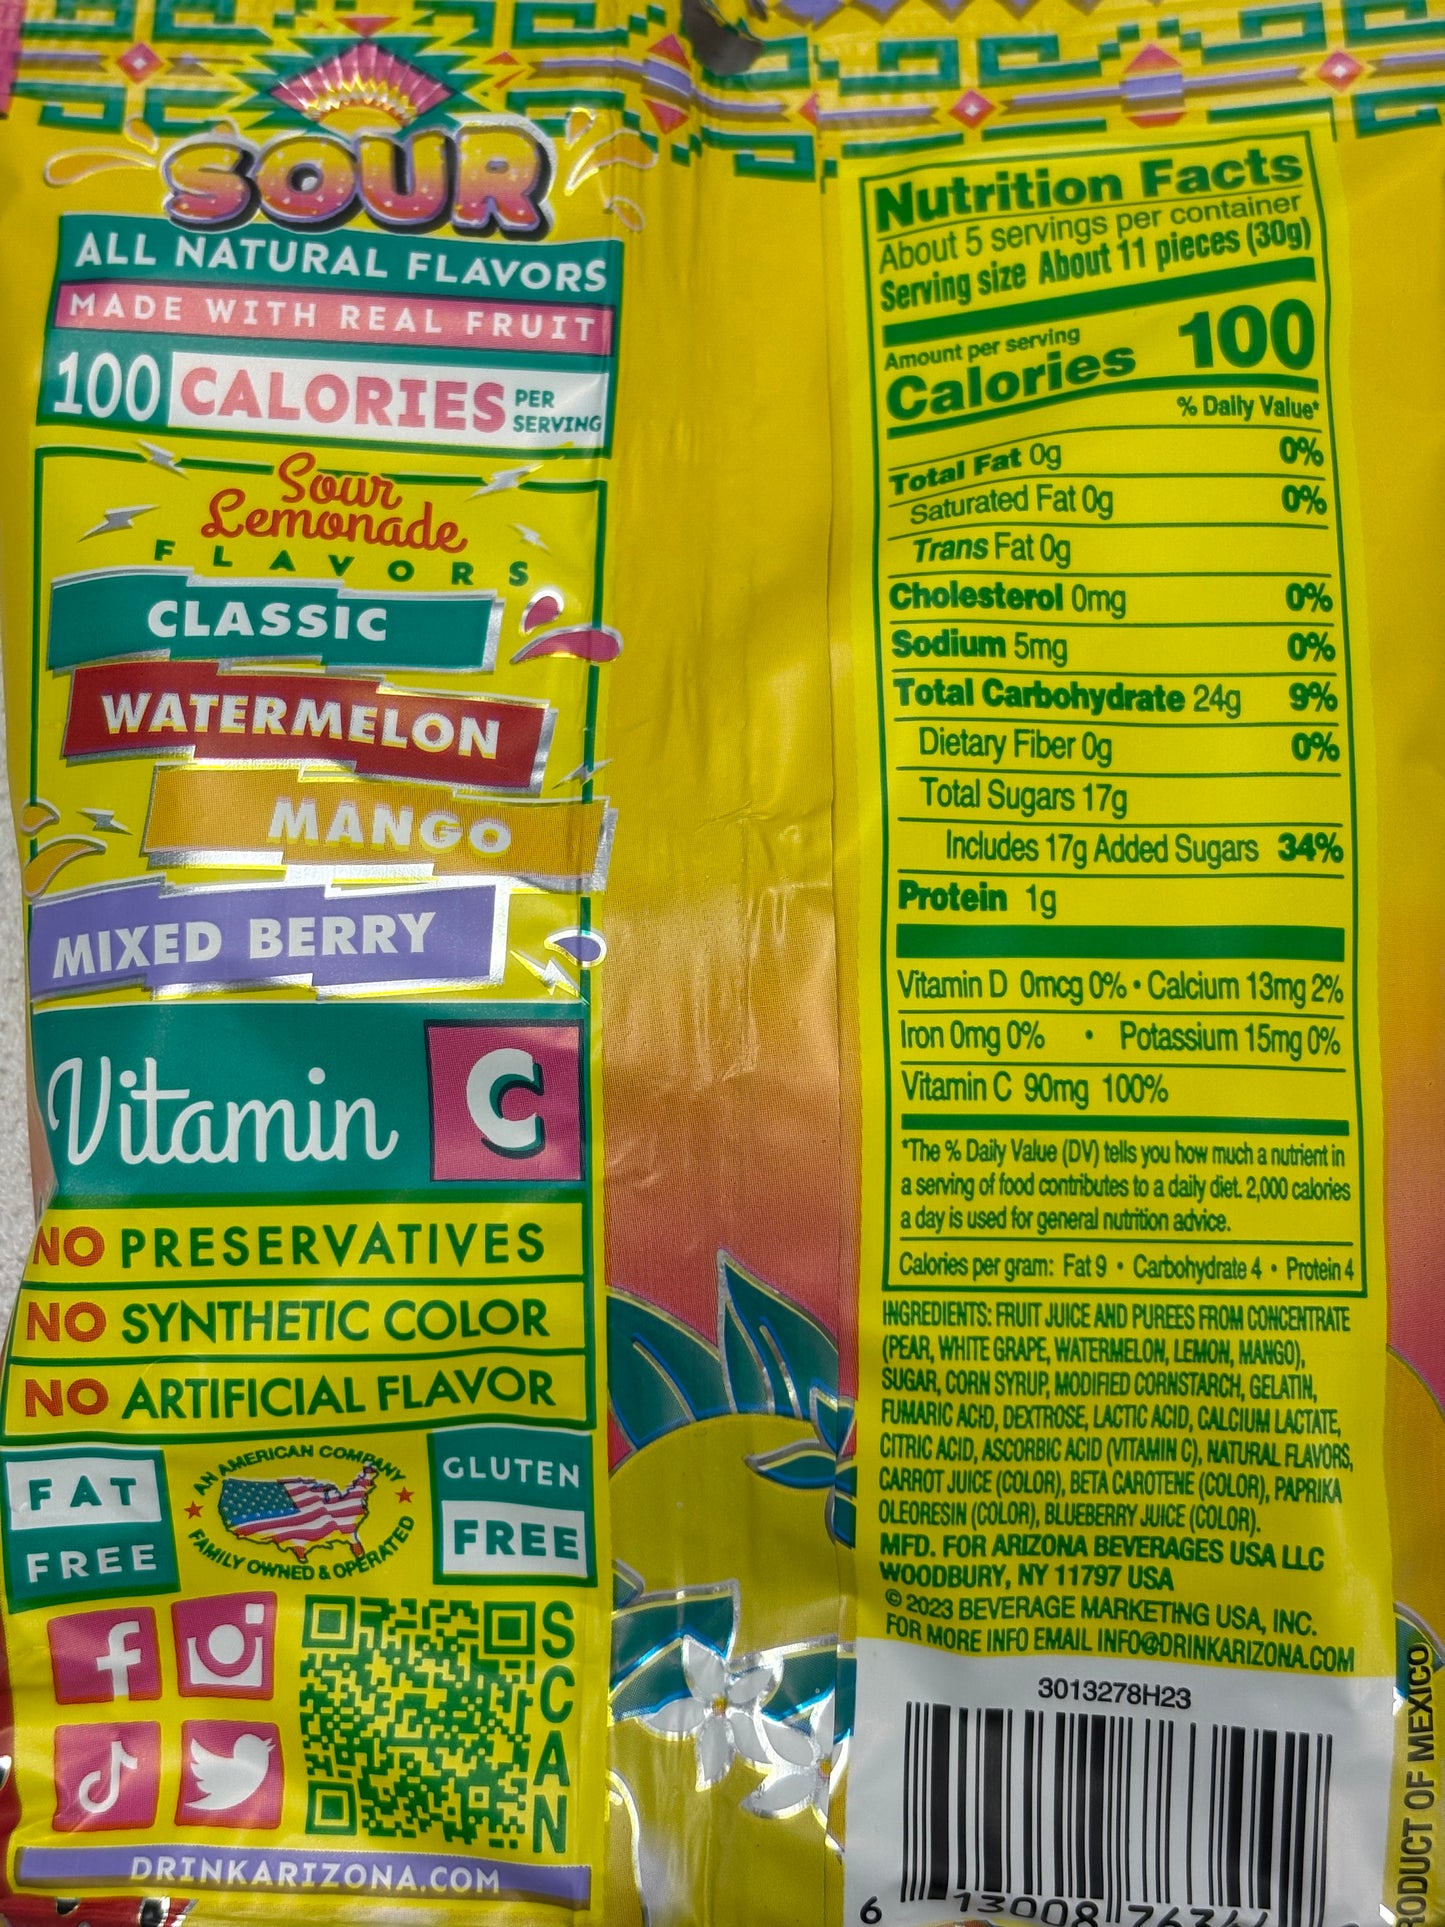 SOUR
ALL NATURAL FLAVORS
MADE WITH REAL FRUIT
100 CALORIES PER SERVING
Sour
Lemonade
FLAVORS
CLASSIC
WATERMELON
MANGO
MIXED BERRY
Vitamin C
NO PRESERVATIVES
NO SYNTHETIC COLOR
NO ARTIFICIAL FLAVOR
FAT
FREE
AN AMERICAN COMPANY
FAMILY OWNED & OPERATED
GLUTEN
FREE
SCAN
DRINKARIZONA.COM
Nutrition Facts
About 5 servings per container
Serving size About 11 pieces (30g)
Amount per serving
Calories 100
% Daily Value*
Total Fat 0g 0%
Saturated Fat 0g 0%
Trans Fat 0g
Cholesterol 0mg 0%
Sodium 5mg 0%
Total Carbohydrate 24g 9%
Dietary Fiber 0g 0%
Total Sugars 17g
Includes 17g Added Sugars 34%
Protein 1g
Vitamin D 0mcg 0% • Calcium 13mg 2%
Iron 0mg 0% • Potassium 15mg 0%
Vitamin C 90mg 100%
*The % Daily Value (DV) tells you how much a nutrient in
a serving of food contributes to a daily diet. 2,000 calories
a day is used for general nutrition advice.
Calories per gram: Fat 9 • Carbohydrate 4 • Protein 4
INGREDIENTS: FRUIT JUICE AND PUREES FROM CONCENTRATE
(PEAR, WHITE GRAPE, WATERMELON, LEMON, MANGO),
SUGAR, CORN SYRUP, MODIFIED CORNSTARCH, GELATIN,
FUMARIC ACID, DEXTROSE, LACTIC ACID, CALCIUM LACTATE,
CITRIC ACID, ASCORBIC ACID (VITAMIN C), NATURAL FLAVORS,
CARROT JUICE (COLOR), BETA CAROTENE (COLOR), PAPRIKA
OLEORESIN (COLOR), BLUEBERRY JUICE (COLOR).
MFD. FOR ARIZONA BEVERAGES USA LLC
WOODBURY, NY 11797 USA
© 2023 BEVERAGE MARKETING USA, INC.
FOR MORE INFO EMAIL INFO@DRINKARIZONA.COM
3013278H23
6 13008
RODUCT OF MEXICO